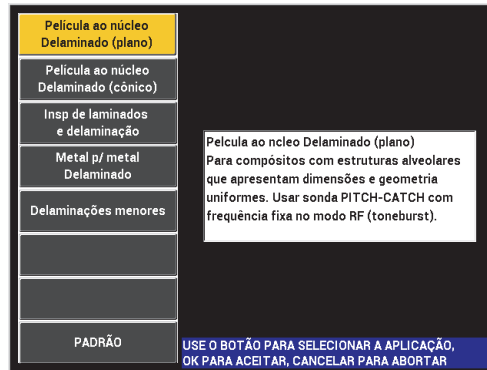 Película ao núcleo
Delaminado (plano)
Película ao núcleo
Delaminado (cônico)
Insp de laminados
e delaminação
Metal p/ metal
Delaminado
Delaminações menores
PADRÃO
Pelcula ao ncleo Delaminado (plano)
Para compósitos com estruturas alveolares
que apresentam dimensões e geometria
uniformes. Usar sonda PITCH-CATCH com
frequência fixa no modo RF (toneburst).
USE O BOTÃO PARA SELECIONAR A APLICAÇÃO,
OK PARA ACEITAR, CANCELAR PARA ABORTAR